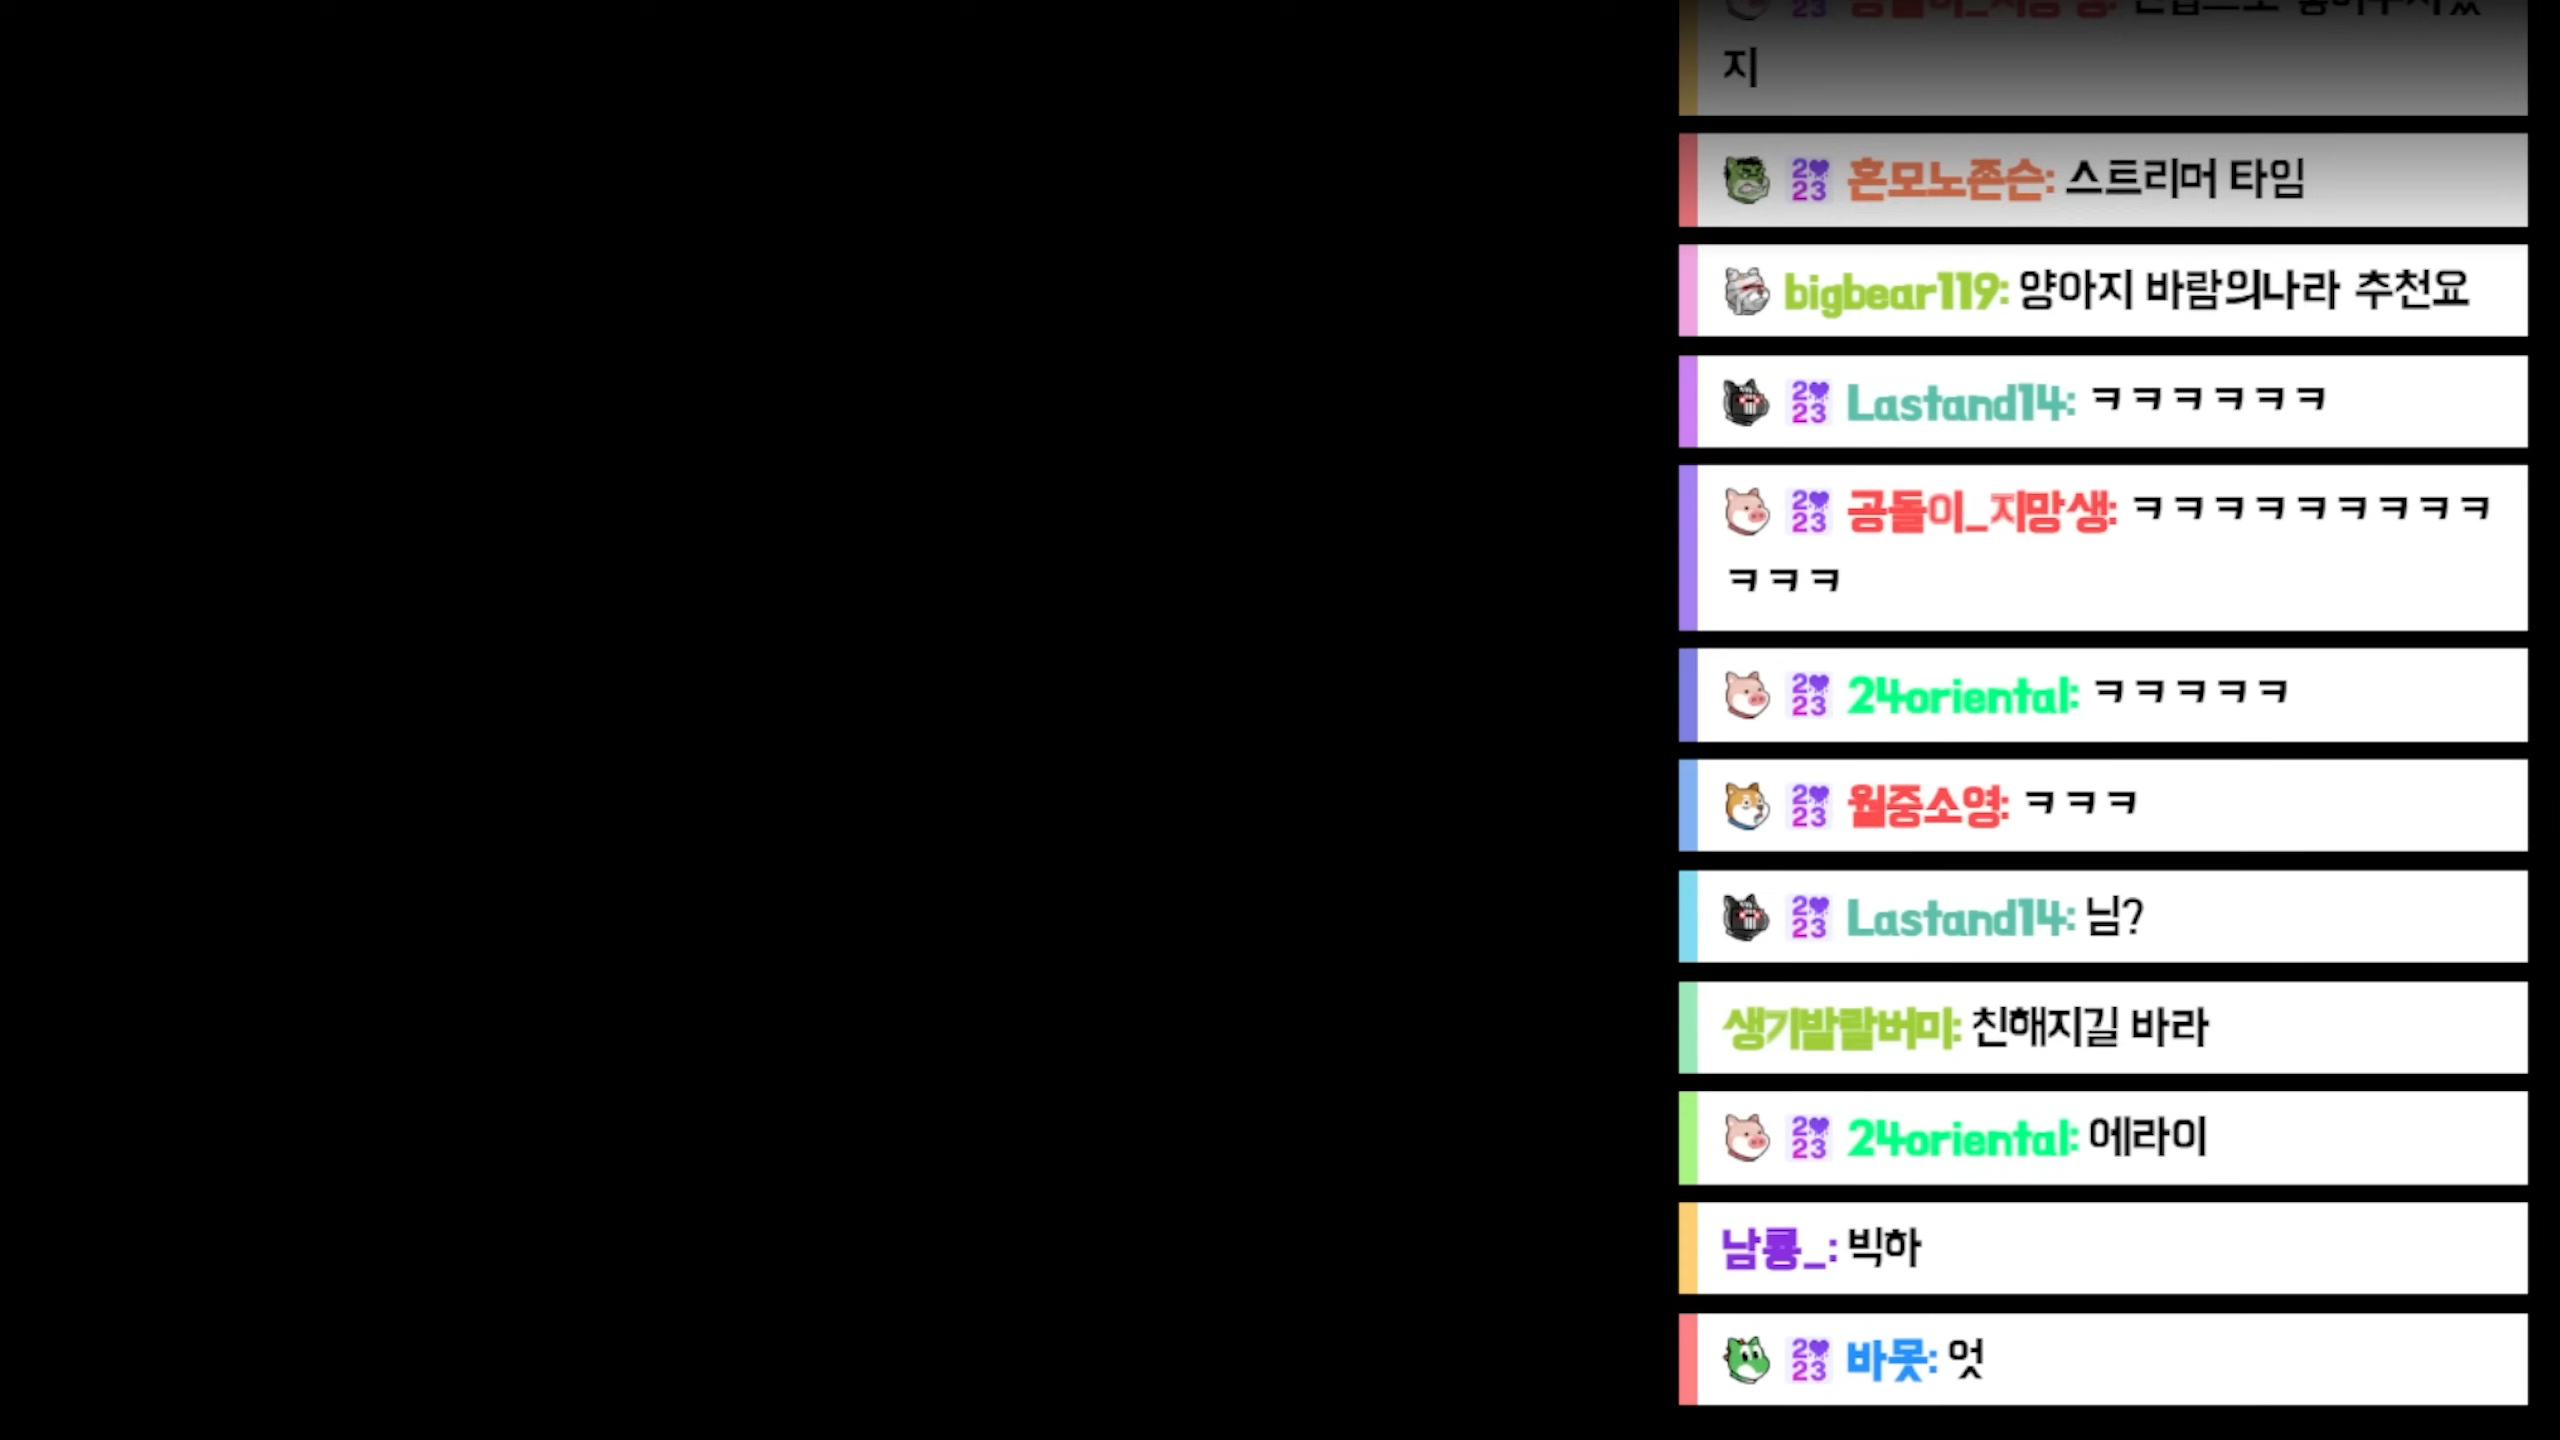 지
2023 혼모노존슨: 스트리머 타임
bigbear119: 양아지 바람의나라 추천요
2023 Lastand14: ㅋㅋㅋㅋㅋㅋ
2023 공돌이_지망생: ㅋㅋㅋㅋㅋㅋㅋㅋㅋ
ㅋㅋㅋ
2023 24oriental: ㅋㅋㅋㅋㅋ
2023 월중소영: ㅋㅋㅋ
2023 Lastand14: 님?
생기발랄버미: 친해지길 바라
2023 24oriental: 에라이
남룡_: 빅하
2023 바못: 엇